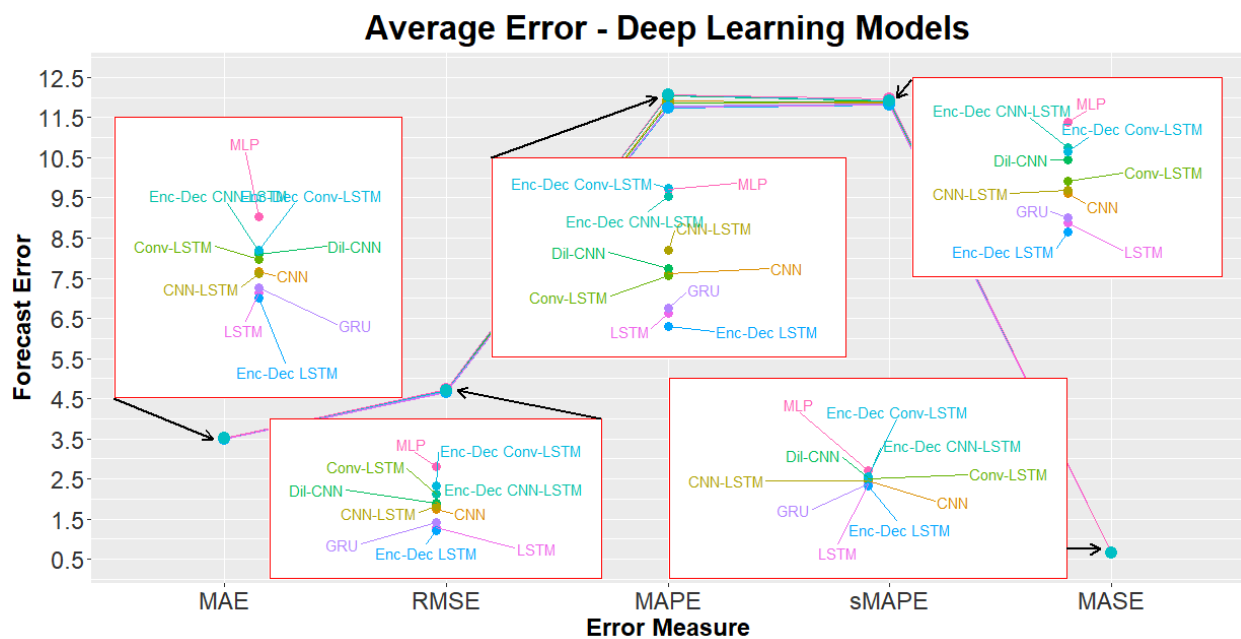 Average Error - Deep Learning Models
Forecast Error
12.5
11.5
10.5
9.5
8.5
7.5
6.5
5.5
4.5
3.5
2.5
1.5
0.5
MLP
Enc-Dec CNN-LSTM
Enc-Dec Conv-LSTM
Conv-LSTM
Dil-CNN
CNN-LSTM
CNN
LSTM
GRU
Enc-Dec LSTM
MLP
Enc-Dec Conv-LSTM
Conv-LSTM
Dil-CNN
Enc-Dec CNN-LSTM
CNN-LSTM
CNN
GRU
LSTM
Enc-Dec LSTM
Enc-Dec Conv-LSTM
MLP
Enc-Dec CNN-LSTM
CNN-LSTM
Dil-CNN
CNN
Conv-LSTM
GRU
LSTM
Enc-Dec LSTM
MLP
Enc-Dec CNN-LSTM
Enc-Dec Conv-LSTM
Dil-CNN
Conv-LSTM
CNN-LSTM
CNN
GRU
Enc-Dec LSTM
LSTM
MLP
Enc-Dec Conv-LSTM
Enc-Dec CNN-LSTM
Dil-CNN
Conv-LSTM
CNN-LSTM
CNN
GRU
Enc-Dec LSTM
LSTM
MAE
RMSE
MAPE
sMAPE
MASE
Error Measure